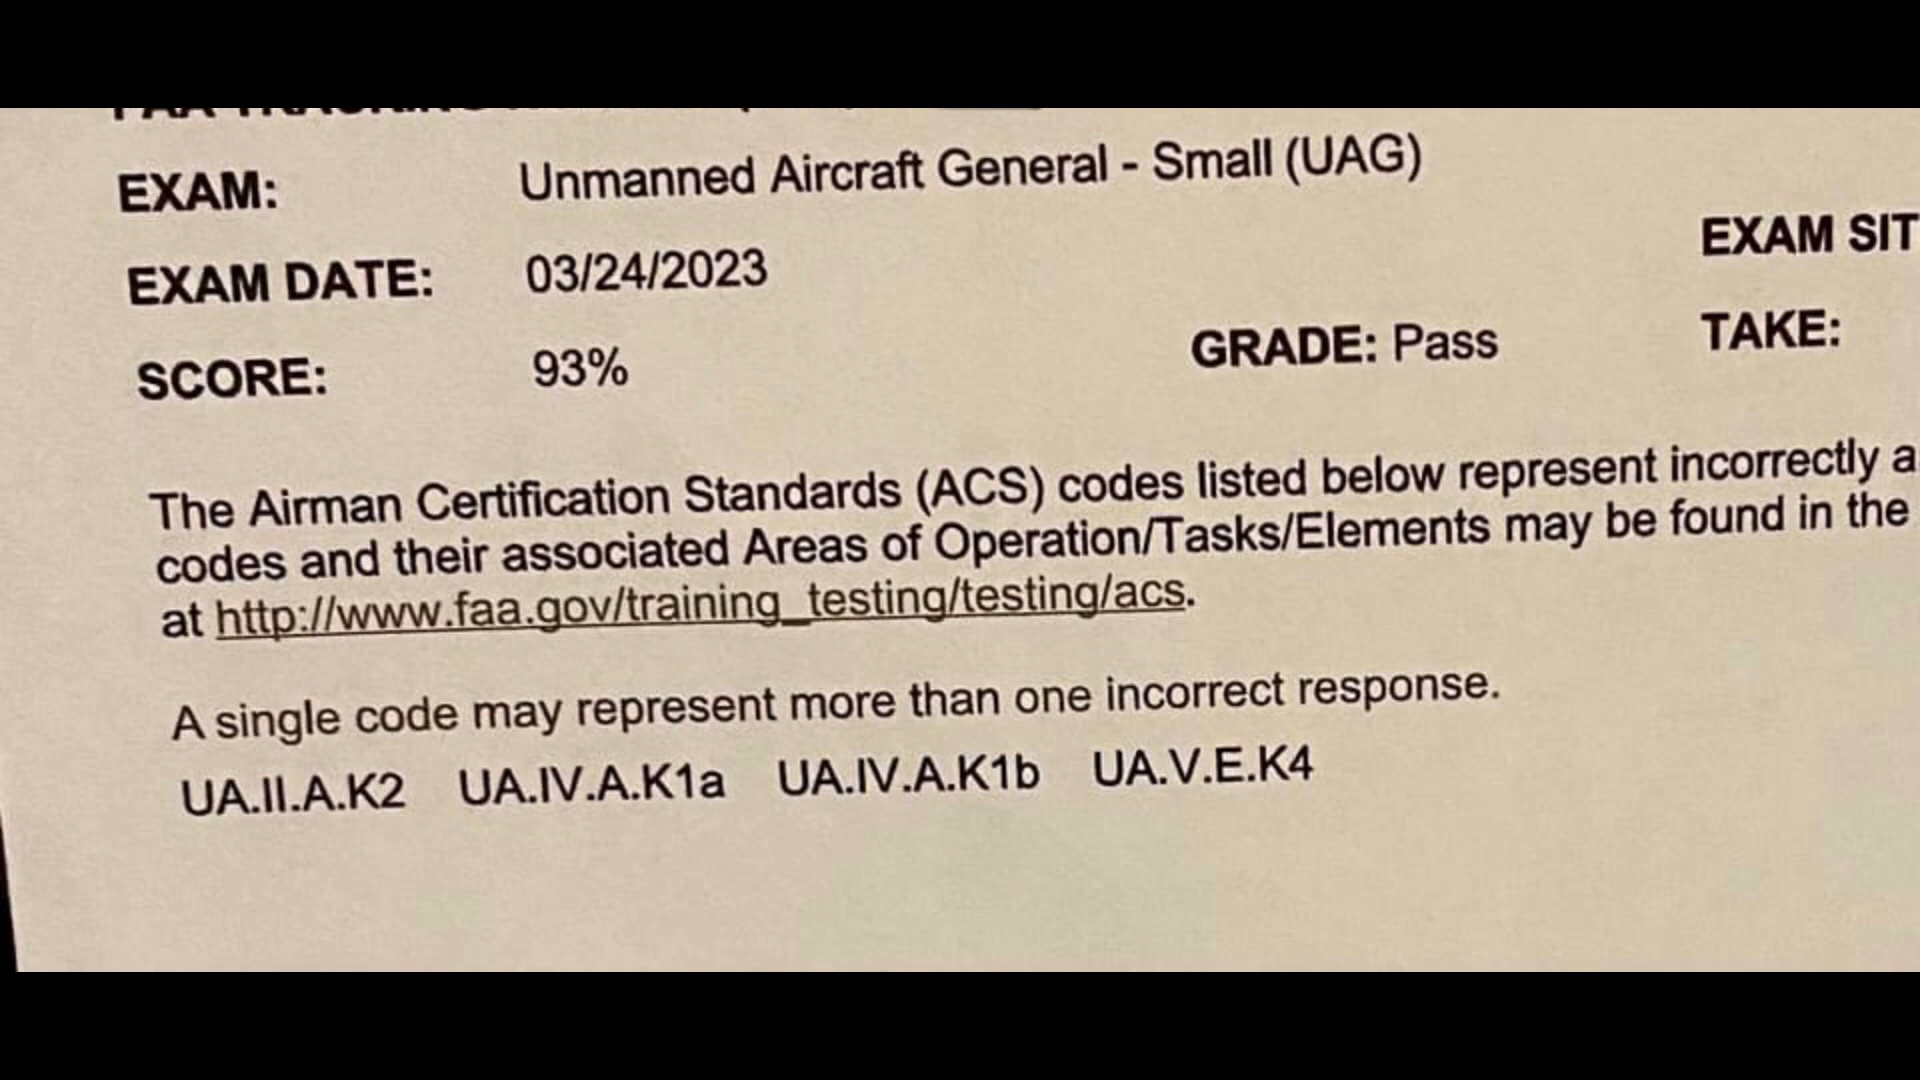 FAA TRACKING
EXAM: Unmanned Aircraft General - Small (UAG)
EXAM SIT
EXAM DATE: 03/24/2023
TAKE:
SCORE: 93% GRADE: Pass
The Airman Certification Standards (ACS) codes listed below represent incorrectly a
codes and their associated Areas of Operation/Tasks/Elements may be found in the
at http://www.faa.gov/training_testing/testing/acs.
A single code may represent more than one incorrect response.
UA.II.A.K2 UA.IV.A.K1a UA.IV.A.K1b UA.V.E.K4